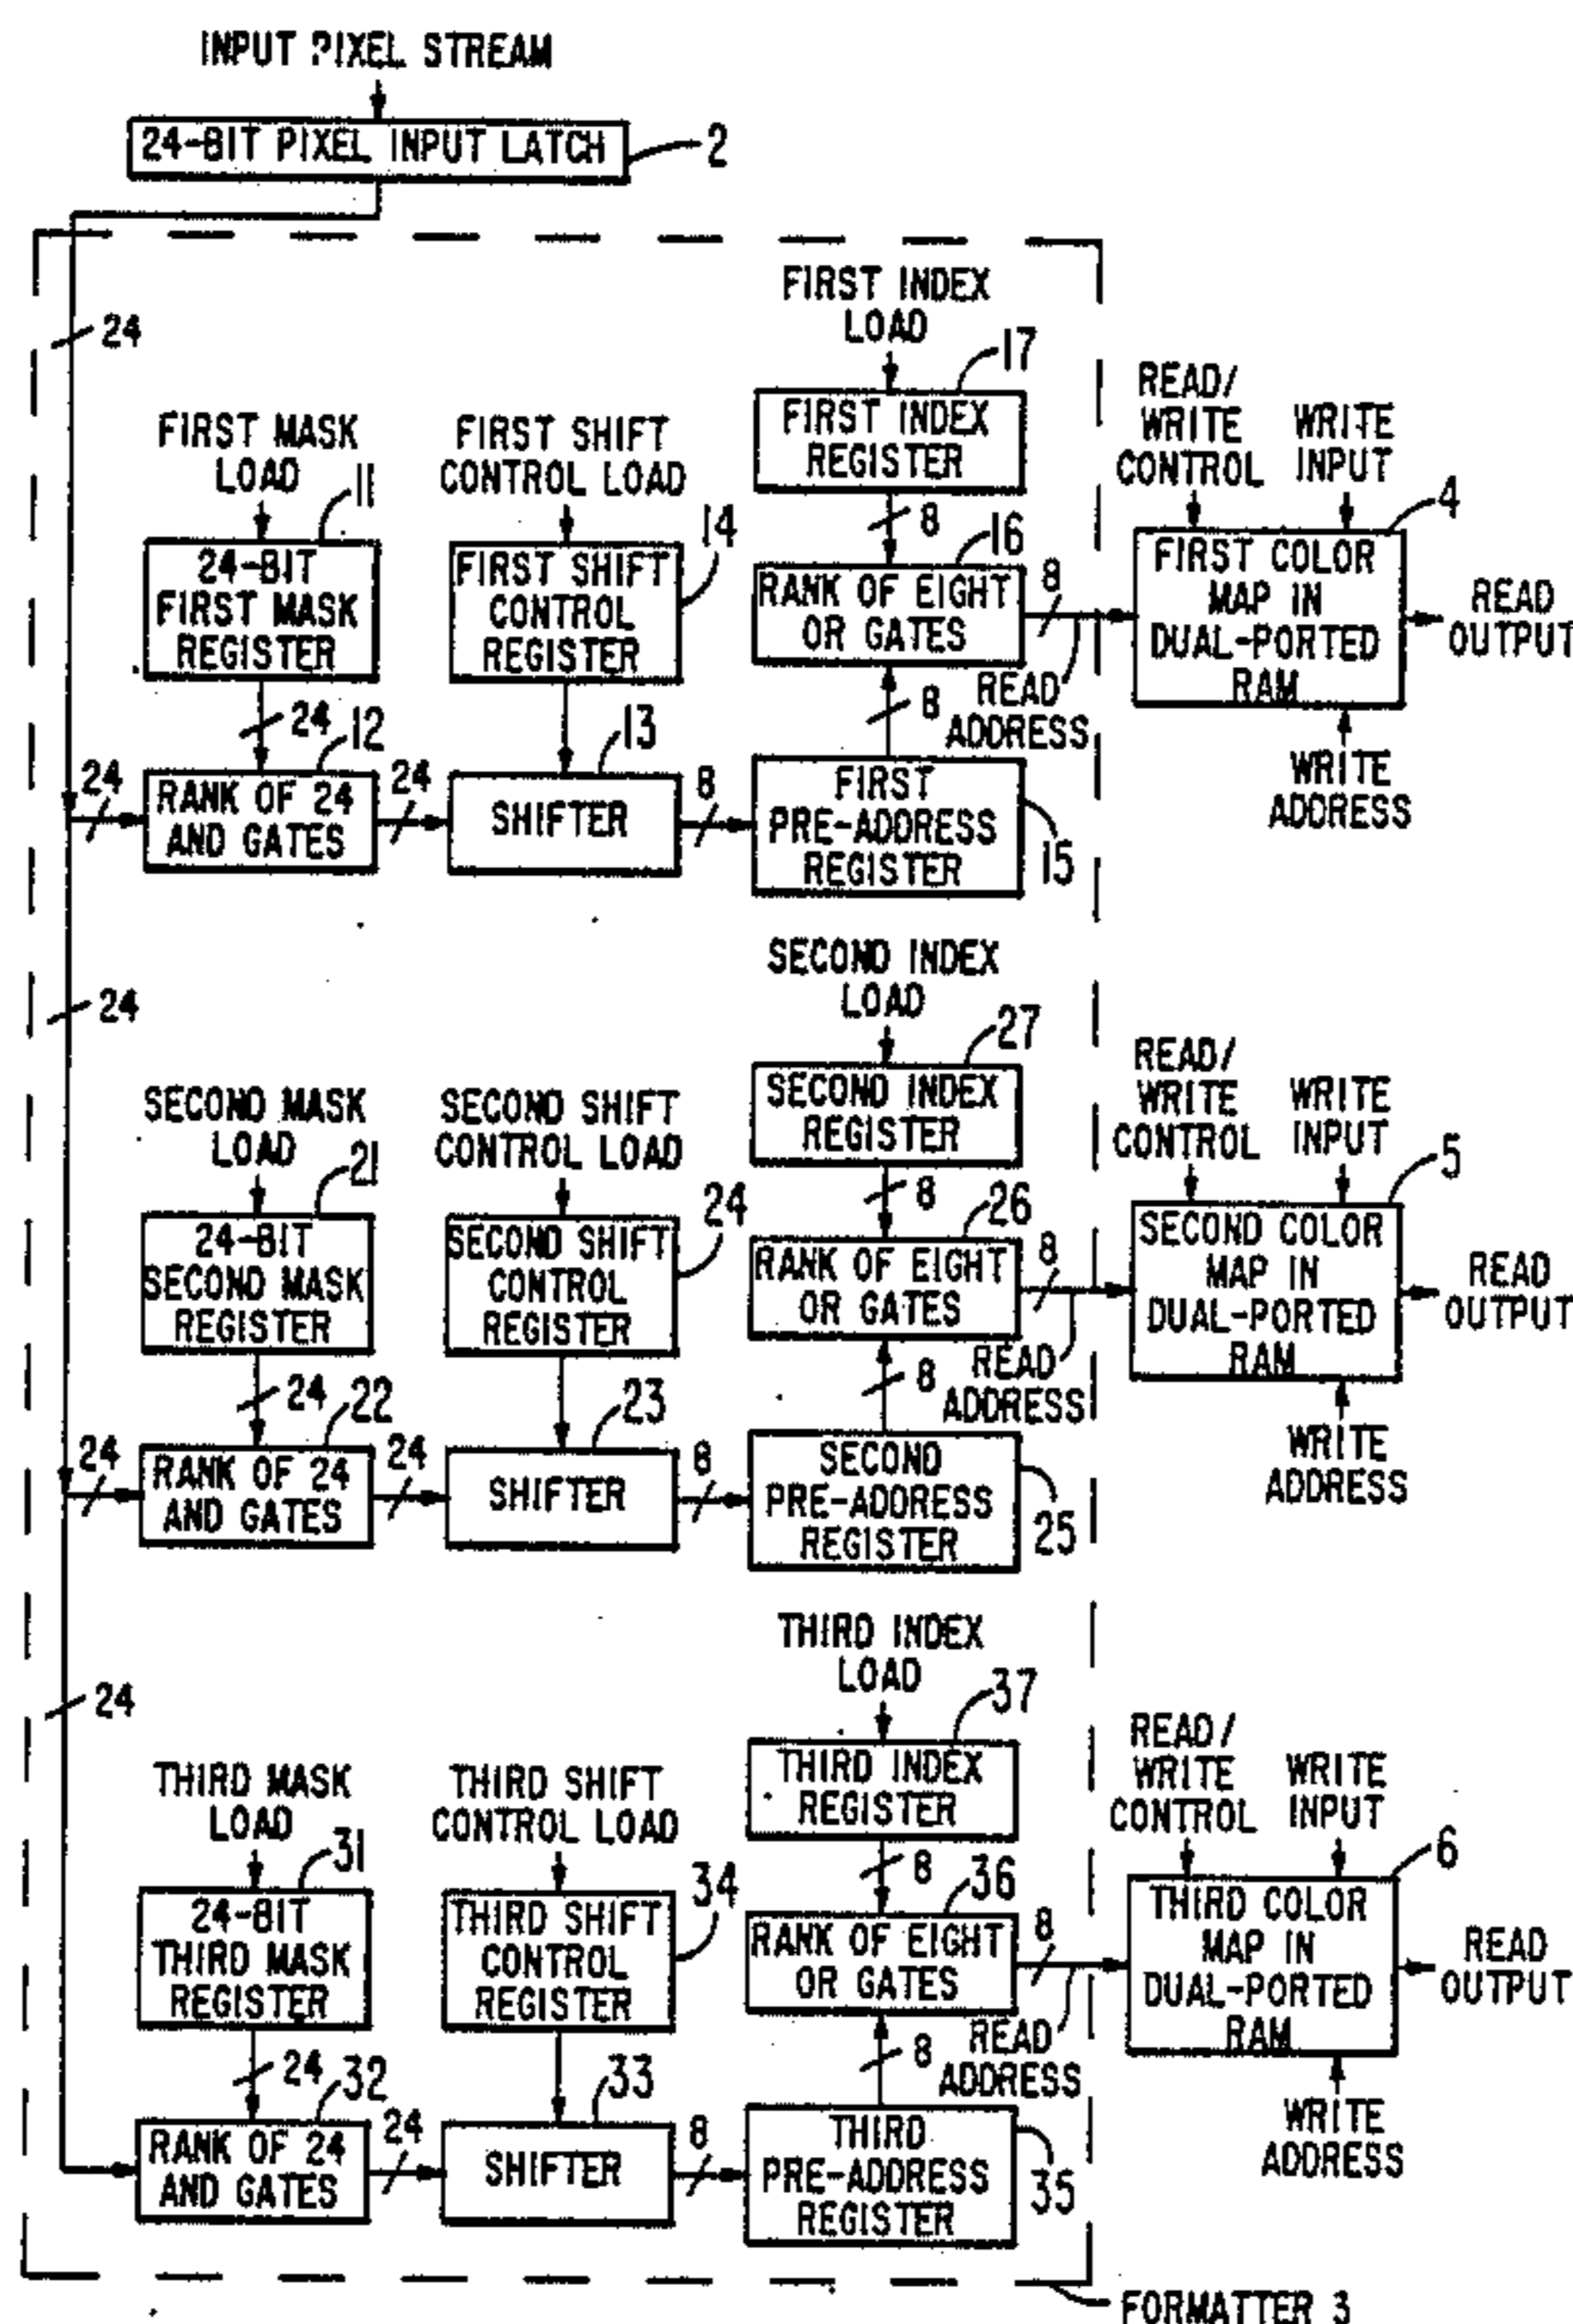 INPUT PIXEL STREAM
24-BIT PIXEL INPUT LATCH
2
24
FIRST INDEX
LOAD
17
FIRST INDEX
REGISTER
FIRST MASK
LOAD
11
24-BIT
FIRST MASK
REGISTER
FIRST SHIFT
CONTROL LOAD
14
FIRST SHIFT
CONTROL
REGISTER
8
16
RANK OF EIGHT
OR GATES
8
READ
ADDRESS
READ/
WRITE
CONTROL
WRITE
INPUT
4
FIRST COLOR
MAP IN
DUAL-PORTED
RAM
READ
OUTPUT
WRITE
ADDRESS
24
12
24
RANK OF 24
AND GATES
24
13
SHIFTER
8
8
FIRST
PRE-ADDRESS
REGISTER
15
24
SECOND INDEX
LOAD
27
SECOND INDEX
REGISTER
SECOND MASK
LOAD
21
24-BIT
SECOND MASK
REGISTER
SECOND SHIFT
CONTROL LOAD
24
SECOND SHIFT
CONTROL
REGISTER
8
26
RANK OF EIGHT
OR GATES
8
READ
ADDRESS
READ/
WRITE
CONTROL
WRITE
INPUT
5
SECOND COLOR
MAP IN
DUAL-PORTED
RAM
READ
OUTPUT
WRITE
ADDRESS
24
22
24
RANK OF 24
AND GATES
24
23
SHIFTER
8
8
SECOND
PRE-ADDRESS
REGISTER
25
24
THIRD INDEX
LOAD
37
THIRD INDEX
REGISTER
THIRD MASK
LOAD
31
24-BIT
THIRD MASK
REGISTER
THIRD SHIFT
CONTROL LOAD
34
THIRD SHIFT
CONTROL
REGISTER
8
36
RANK OF EIGHT
OR GATES
8
READ
ADDRESS
READ/
WRITE
CONTROL
WRITE
INPUT
6
THIRD COLOR
MAP IN
DUAL-PORTED
RAM
READ
OUTPUT
WRITE
ADDRESS
24
32
RANK OF 24
AND GATES
24
33
SHIFTER
8
8
THIRD
PRE-ADDRESS
REGISTER
35
FORMATTER 3